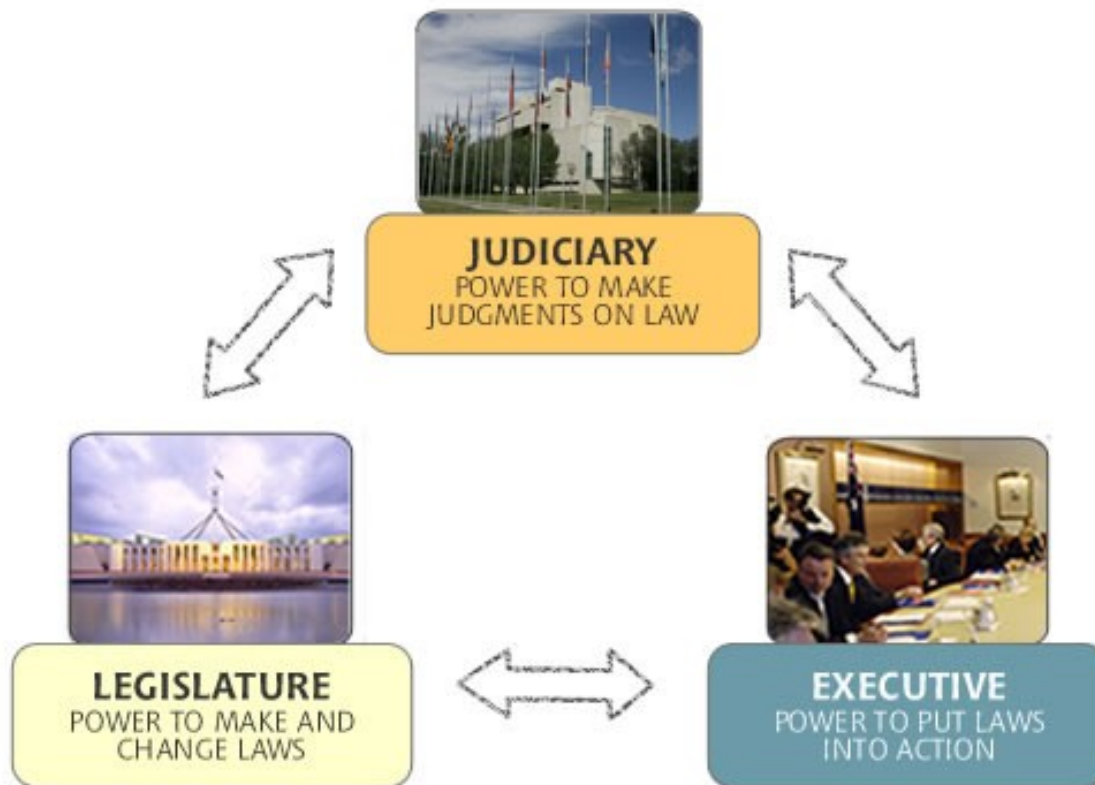 JUDICIARY
POWER TO MAKE
JUDGMENTS ON LAW
LEGISLATURE
POWER TO MAKE AND
CHANGE LAWS
EXECUTIVE
POWER TO PUT LAWS
INTO ACTION